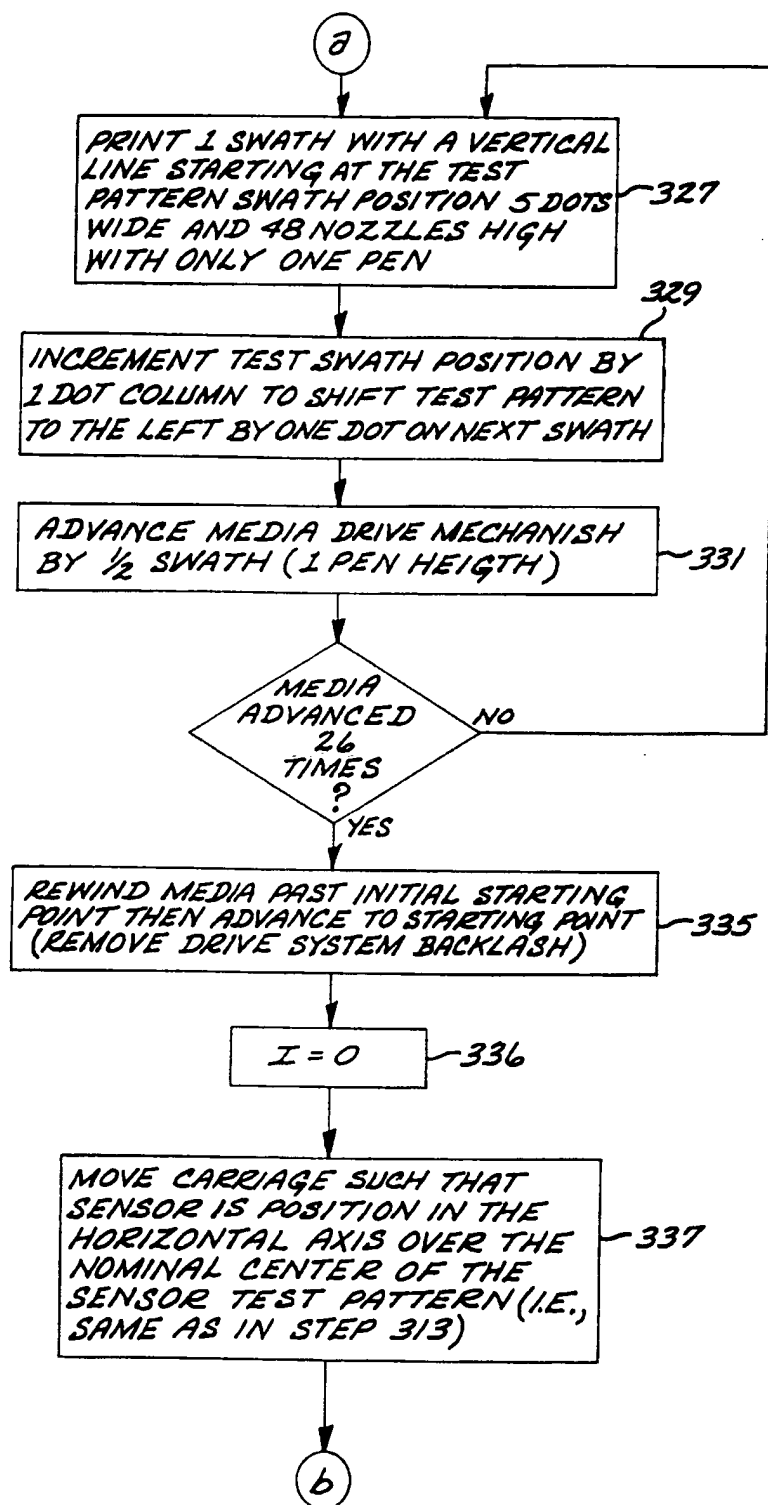 a
PRINT 1 SWATH WITH A VERTICAL
LINE STARTING AT THE TEST
PATTERN SWATH POSITION 5 DOTS
WIDE AND 48 NOZZLES HIGH
WITH ONLY ONE PEN
327
329
INCREMENT TEST SWATH POSITION BY
1 DOT COLUMN TO SHIFT TEST PATTERN
TO THE LEFT BY ONE DOT ON NEXT SWATH
ADVANCE MEDIA DRIVE MECHANISH
BY 1/2 SWATH (1 PEN HEIGTH)
331
MEDIA
ADVANCED
26
TIMES
?
NO
YES
REWIND MEDIA PAST INITIAL STARTING
POINT THEN ADVANCE TO STARTING POINT
(REMOVE DRIVE SYSTEM BACKLASH)
335
I = 0
336
MOVE CARRIAGE SUCH THAT
SENSOR IS POSITION IN THE
HORIZONTAL AXIS OVER THE
NOMINAL CENTER OF THE
SENSOR TEST PATTERN (I.E.,
SAME AS IN STEP 313)
337
b